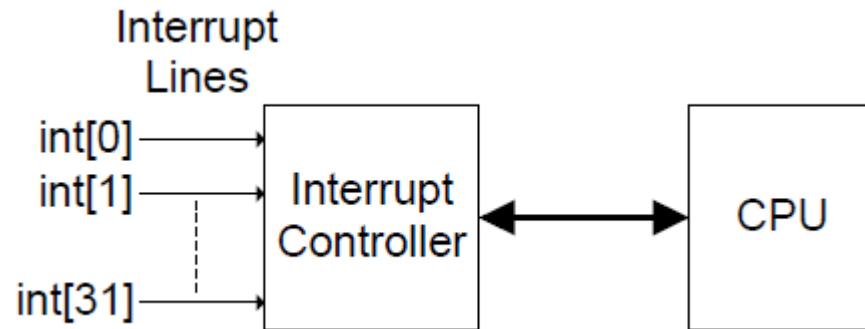 Interrupt
Lines
int[0]
int[1]
int[31]
Interrupt
Controller
CPU